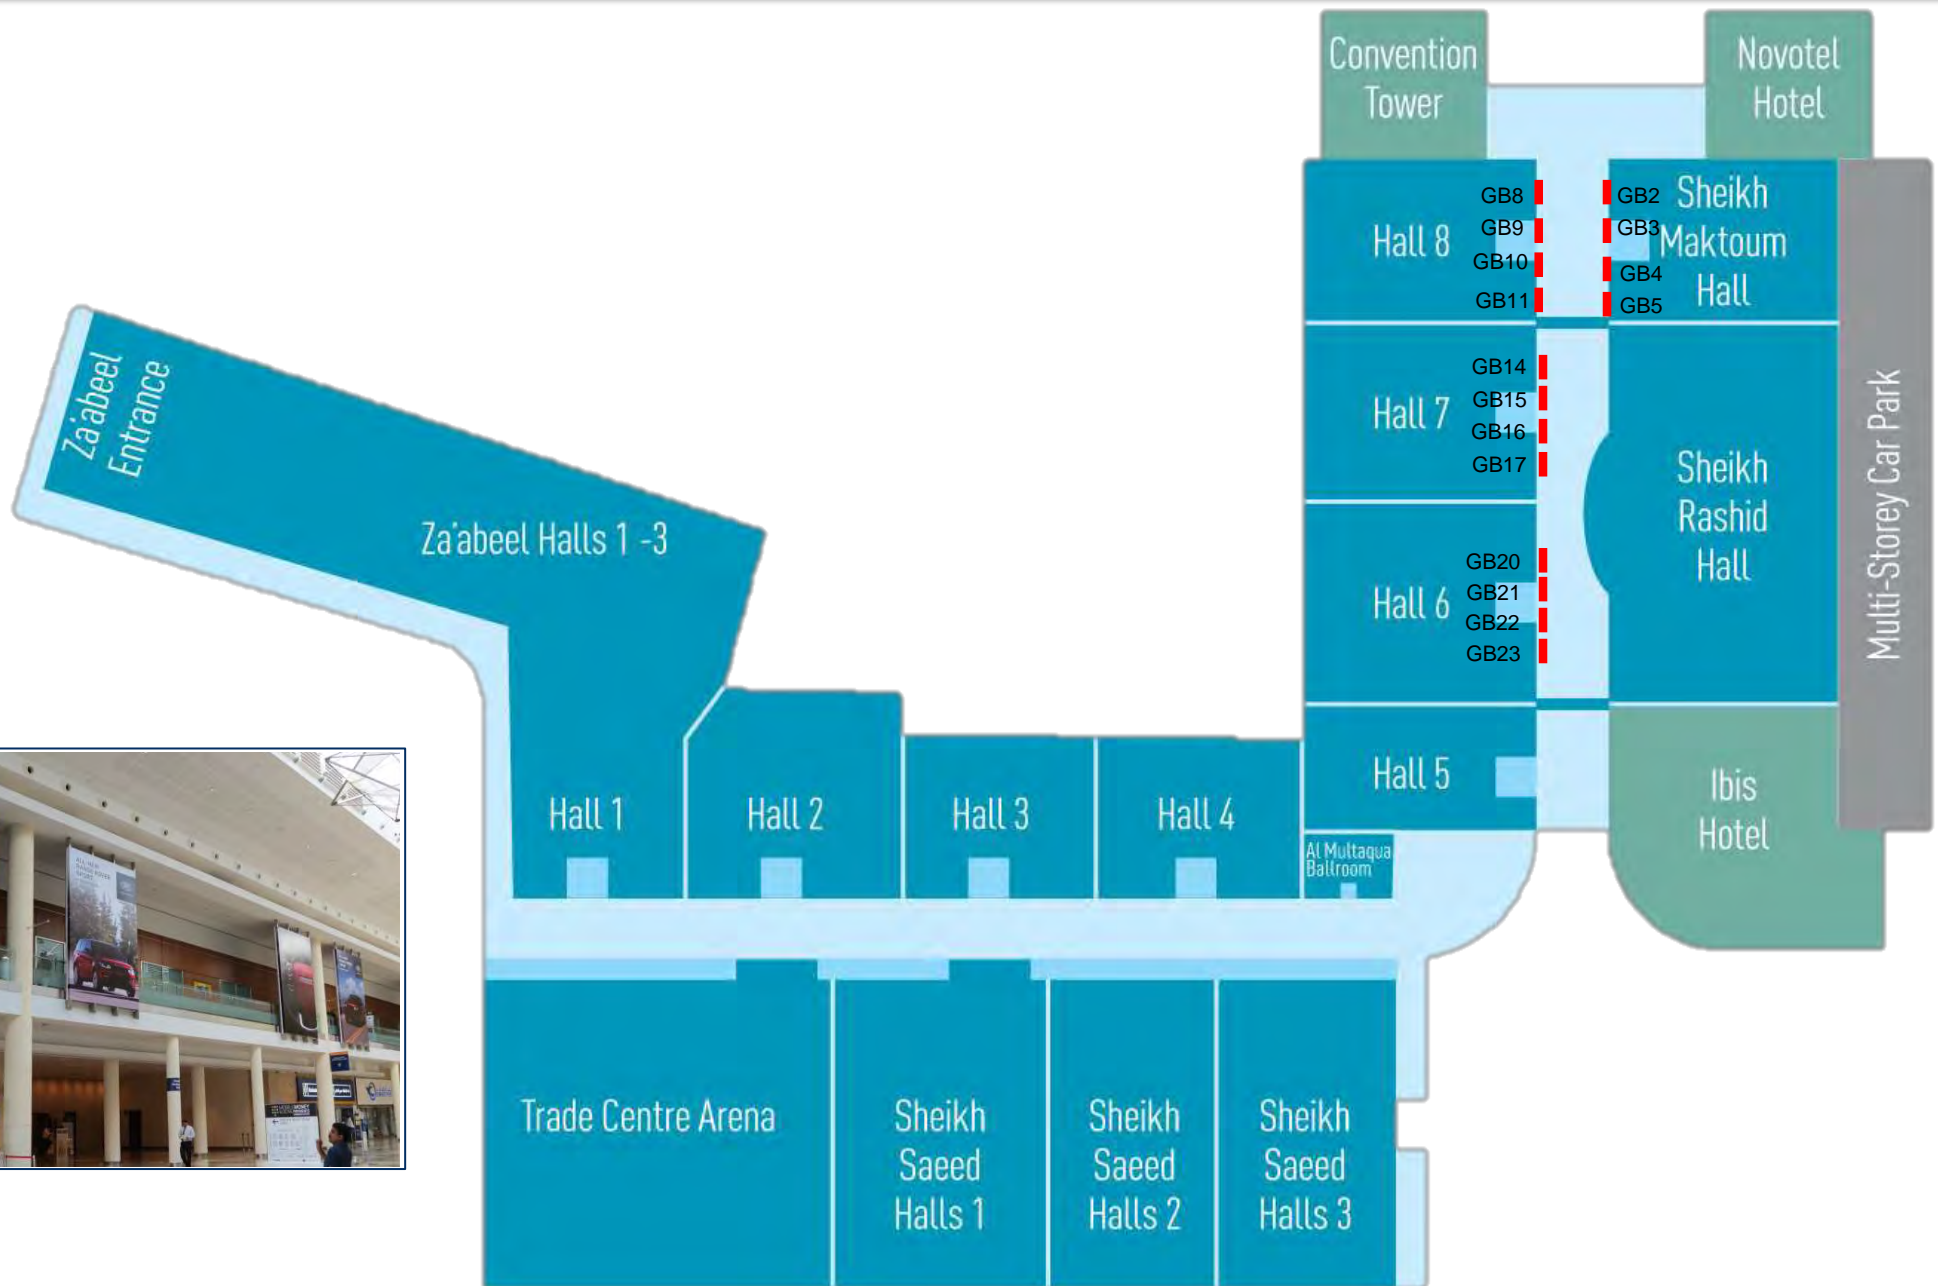 Convention
Tower
Novotel
Hotel
GB8
GB9
GB10
GB11
Hall 8
GB2
GB3
GB4
GB5
Sheikh
Maktoum
Hall
GB14
GB15
GB16
GB17
Hall 7
Sheikh
Rashid
Hall
Multi-Storey Car Park
GB20
GB21
GB22
GB23
Hall 6
Hall 5
Ibis
Hotel
Za'abeel
Entrance
Za'abeel Halls 1 -3
Hall 1
Hall 2
Hall 3
Hall 4
Al Multaqua
Ballroom
Trade Centre Arena
Sheikh
Saeed
Halls 1
Sheikh
Saeed
Halls 2
Sheikh
Saeed
Halls 3